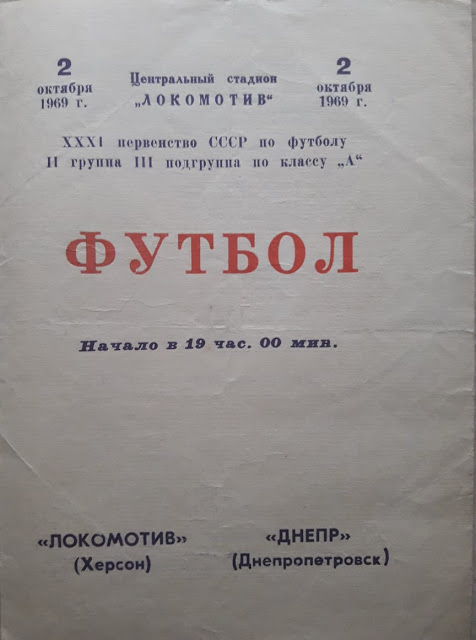 2 октября 1969 г.
Центральный стадион
„ЛОКОМОТИВ“
2 октября 1969 г.
XXXI первенство СССР по футболу
II группа III подгруппа по классу „А“
ФУТБОЛ
Начало в 19 час. 00 мин.
«ЛОКОМОТИВ»
(Херсон)
«ДНЕПР»
(Днепропетровск)